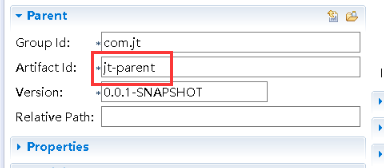 Parent
Group Id: *com.jt
Artifact Id: *jt-parent
Version: *0.0.1-SNAPSHOT
Relative Path:
Properties